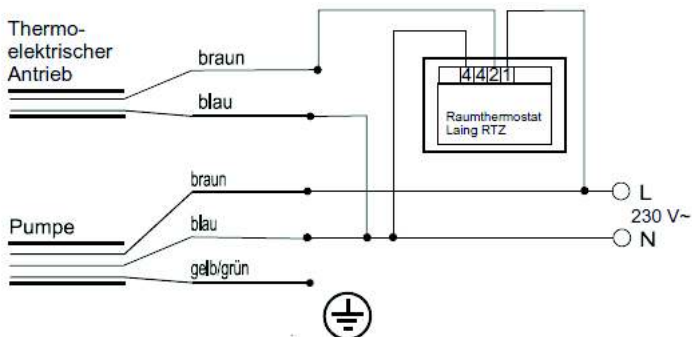 Thermo-
elektrischer
Antrieb
braun
blau
4 4 2 1
Raumthermostat
Laing RTZ
Pumpe
braun
blau
gelb/grün
L
230 V~
N